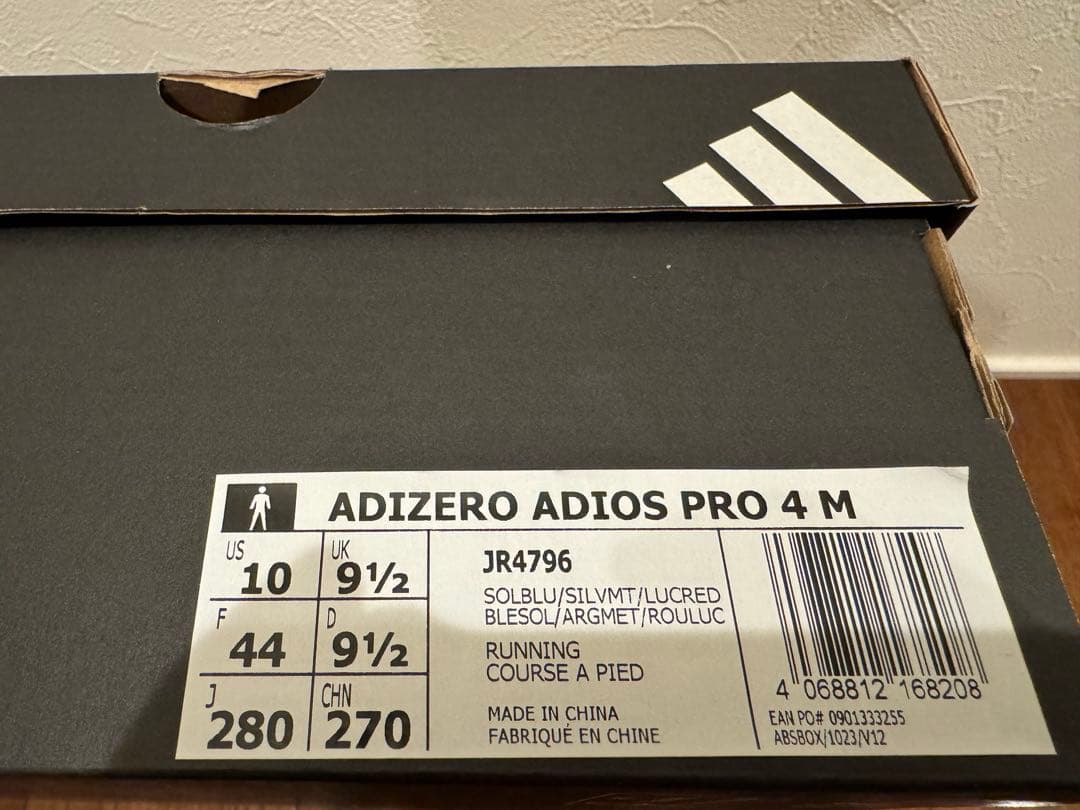 ADIZERO ADIOS PRO 4 M
US
10
UK
9½
F
44
D
9½
J
280
CHN
270
JR4796
SOLBLU/SILVMT/LUCRED
BLESOL/ARGMET/ROULUC
RUNNING
COURSE A PIED
MADE IN CHINA
FABRIQUÉ EN CHINE
4 068812 168208
EAN PO# 0901333255
ABSBOX/1023/V12